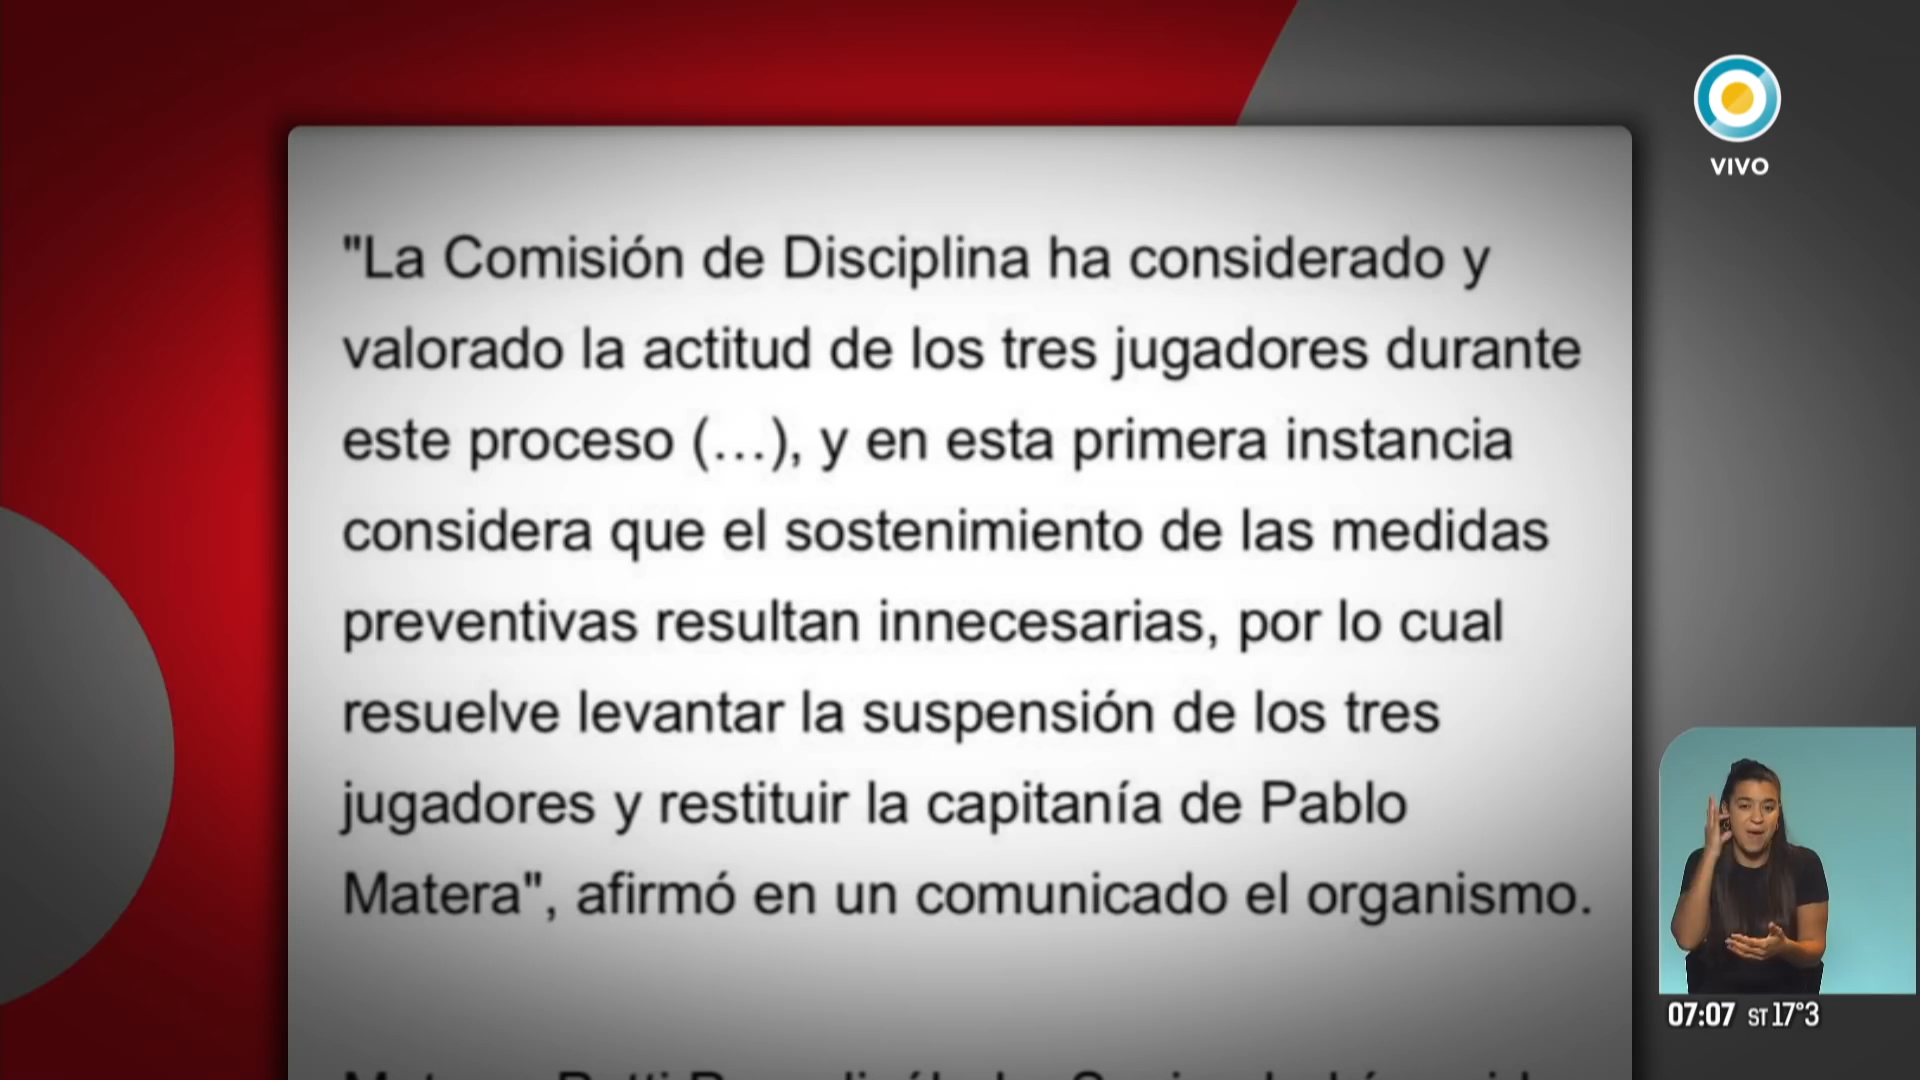 VIVO
"La Comisión de Disciplina ha considerado y
valorado la actitud de los tres jugadores durante
este proceso (...), y en esta primera instancia
considera que el sostenimiento de las medidas
preventivas resultan innecesarias, por lo cual
resuelve levantar la suspensión de los tres
jugadores y restituir la capitanía de Pablo
Matera", afirmó en un comunicado el organismo.
07:07 ST 17°3